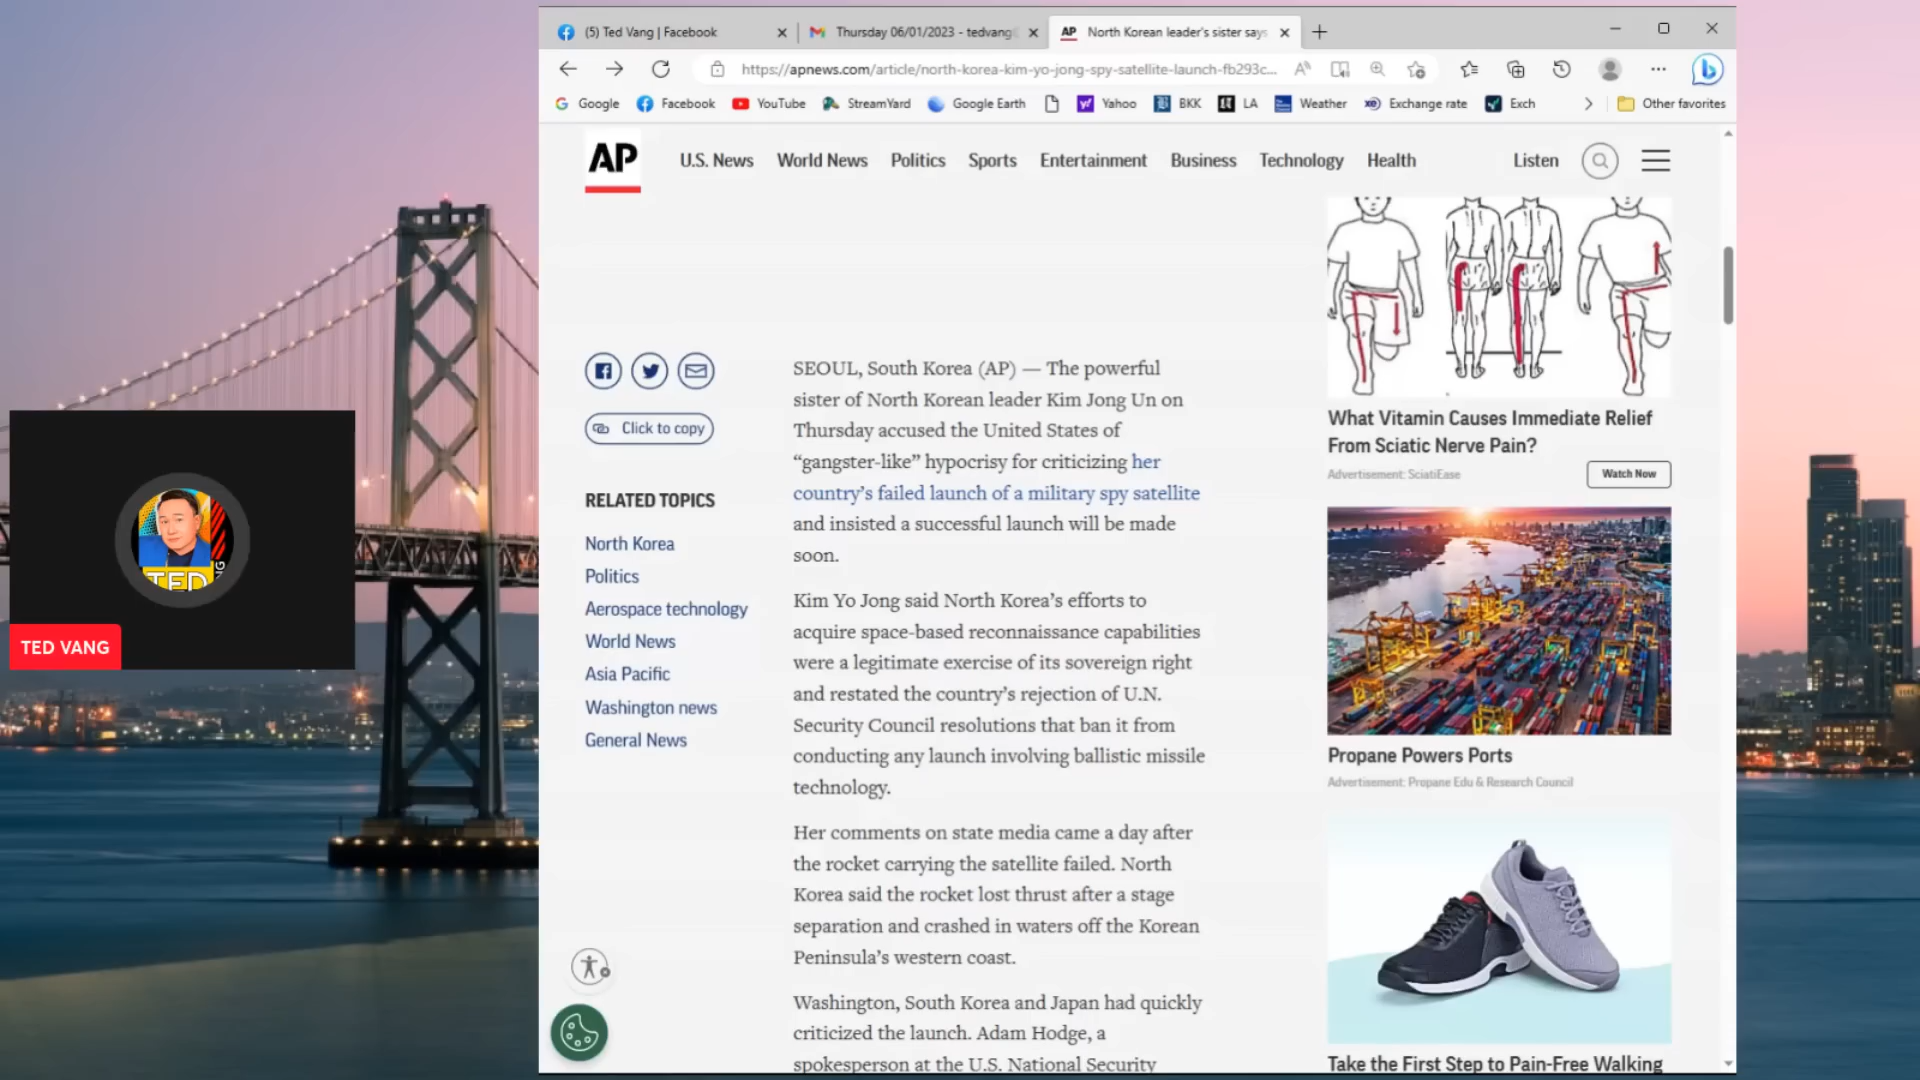 (5) Ted Vang | Facebook
Thursday 06/01/2023 - tedvang
AP North Korean leader's sister says
https://apnews.com/article/north-korea-kim-yo-jong-spy-satellite-launch-fb293c...
Google Facebook YouTube StreamYard Google Earth Yahoo BKK LA Weather Exchange rate Exch Other favorites
AP
U.S. News World News Politics Sports Entertainment Business Technology Health Listen
Click to copy
RELATED TOPICS
North Korea
Politics
Aerospace technology
World News
Asia Pacific
Washington news
General News
SEOUL, South Korea (AP) — The powerful
sister of North Korean leader Kim Jong Un on
Thursday accused the United States of
“gangster-like” hypocrisy for criticizing her
country’s failed launch of a military spy satellite
and insisted a successful launch will be made
soon.
Kim Yo Jong said North Korea’s efforts to
acquire space-based reconnaissance capabilities
were a legitimate exercise of its sovereign right
and restated the country’s rejection of U.N.
Security Council resolutions that ban it from
conducting any launch involving ballistic missile
technology.
Her comments on state media came a day after
the rocket carrying the satellite failed. North
Korea said the rocket lost thrust after a stage
separation and crashed in waters off the Korean
Peninsula’s western coast.
Washington, South Korea and Japan had quickly
criticized the launch. Adam Hodge, a
spokesperson at the U.S. National Security
What Vitamin Causes Immediate Relief
From Sciatic Nerve Pain?
Advertisement: SciatiEase
Watch Now
Propane Powers Ports
Advertisement: Propane Edu & Research Council
Take the First Step to Pain-Free Walking
TED
TED VANG